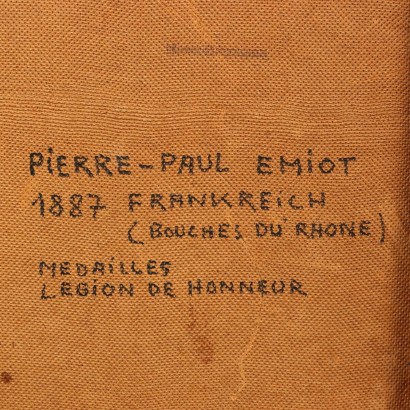 PIERRE-PAUL EMIOT
1887 FRANKREICH
(BOUCHES DU RHONE)
MEDAILLES
LEGION DE HONNEUR